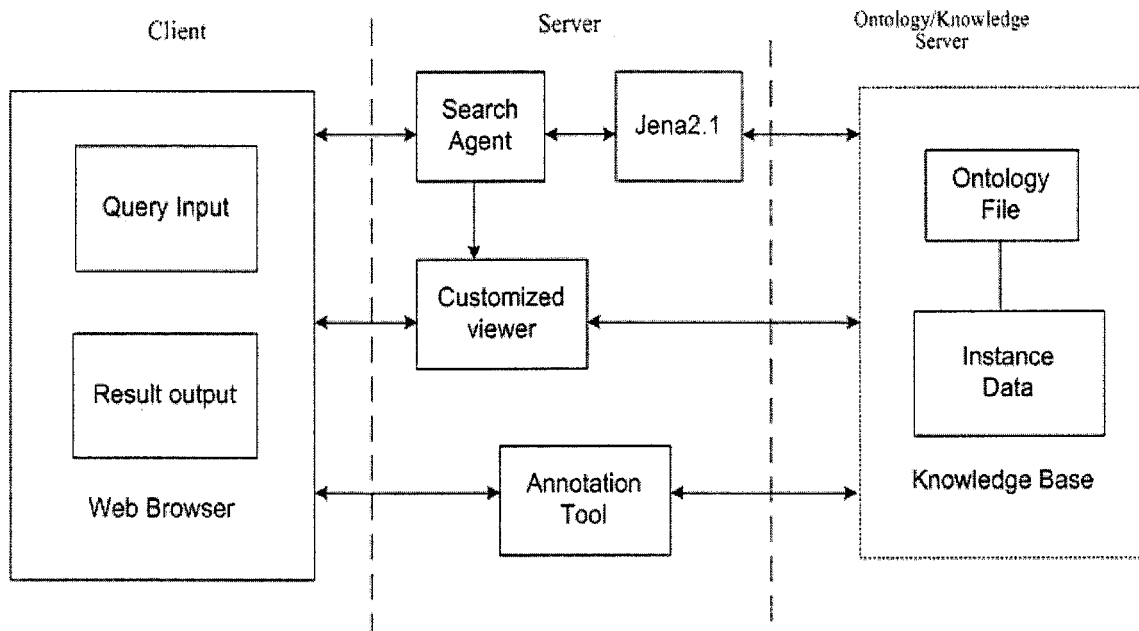 Client
Server
Ontology/Knowledge
Server
Search
Agent
Jena2.1
Query Input
Ontology
File
Customized
viewer
Result output
Instance
Data
Web Browser
Annotation
Tool
Knowledge Base